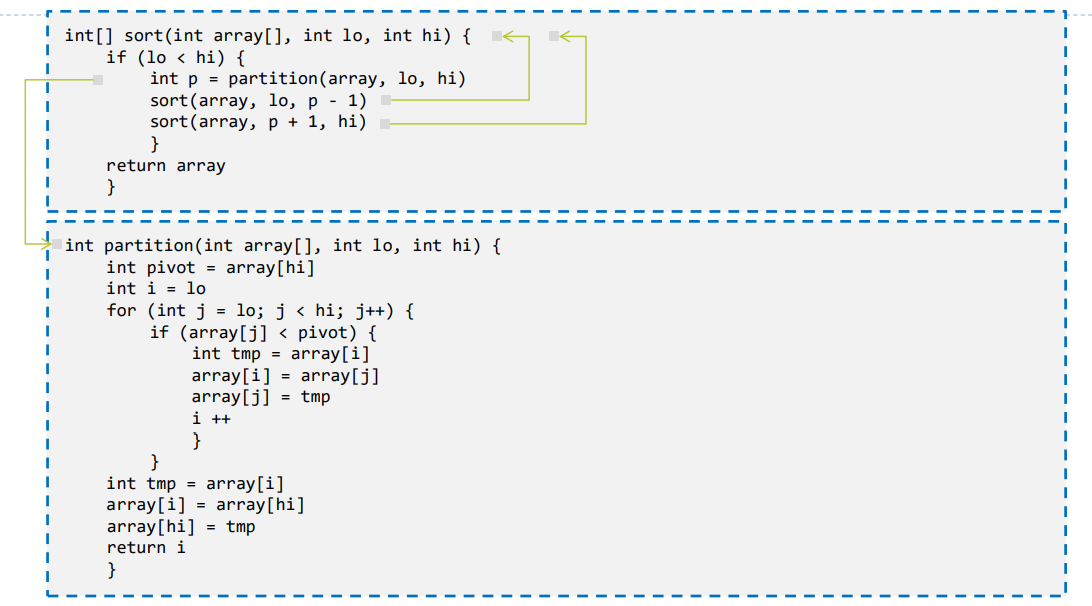 int[] sort(int array[], int lo, int hi) {
if (lo < hi) {
int p = partition(array, lo, hi)
sort(array, lo, p - 1)
sort(array, p + 1, hi)
}
return array
}
int partition(int array[], int lo, int hi) {
int pivot = array[hi]
int i = lo
for (int j = lo; j < hi; j++) {
if (array[j] < pivot) {
int tmp = array[i]
array[i] = array[j]
array[j] = tmp
i ++
}
}
int tmp = array[i]
array[i] = array[hi]
array[hi] = tmp
return i
}